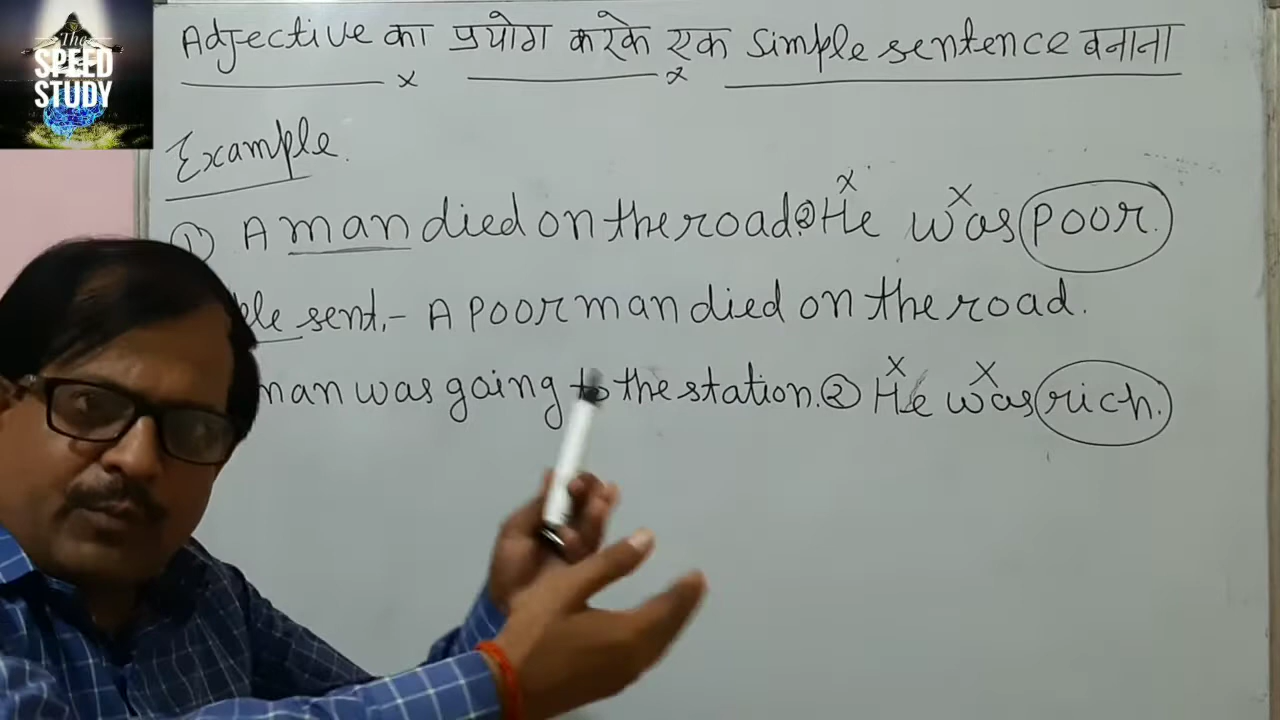 The
SPEED
STUDY
Adjective का प्रयोग करके एक simple sentence बनाना
Example.
① A man died on the road. ② He was poor.
sent.- A poor man died on the road.
man was going to the station. ② He was rich.